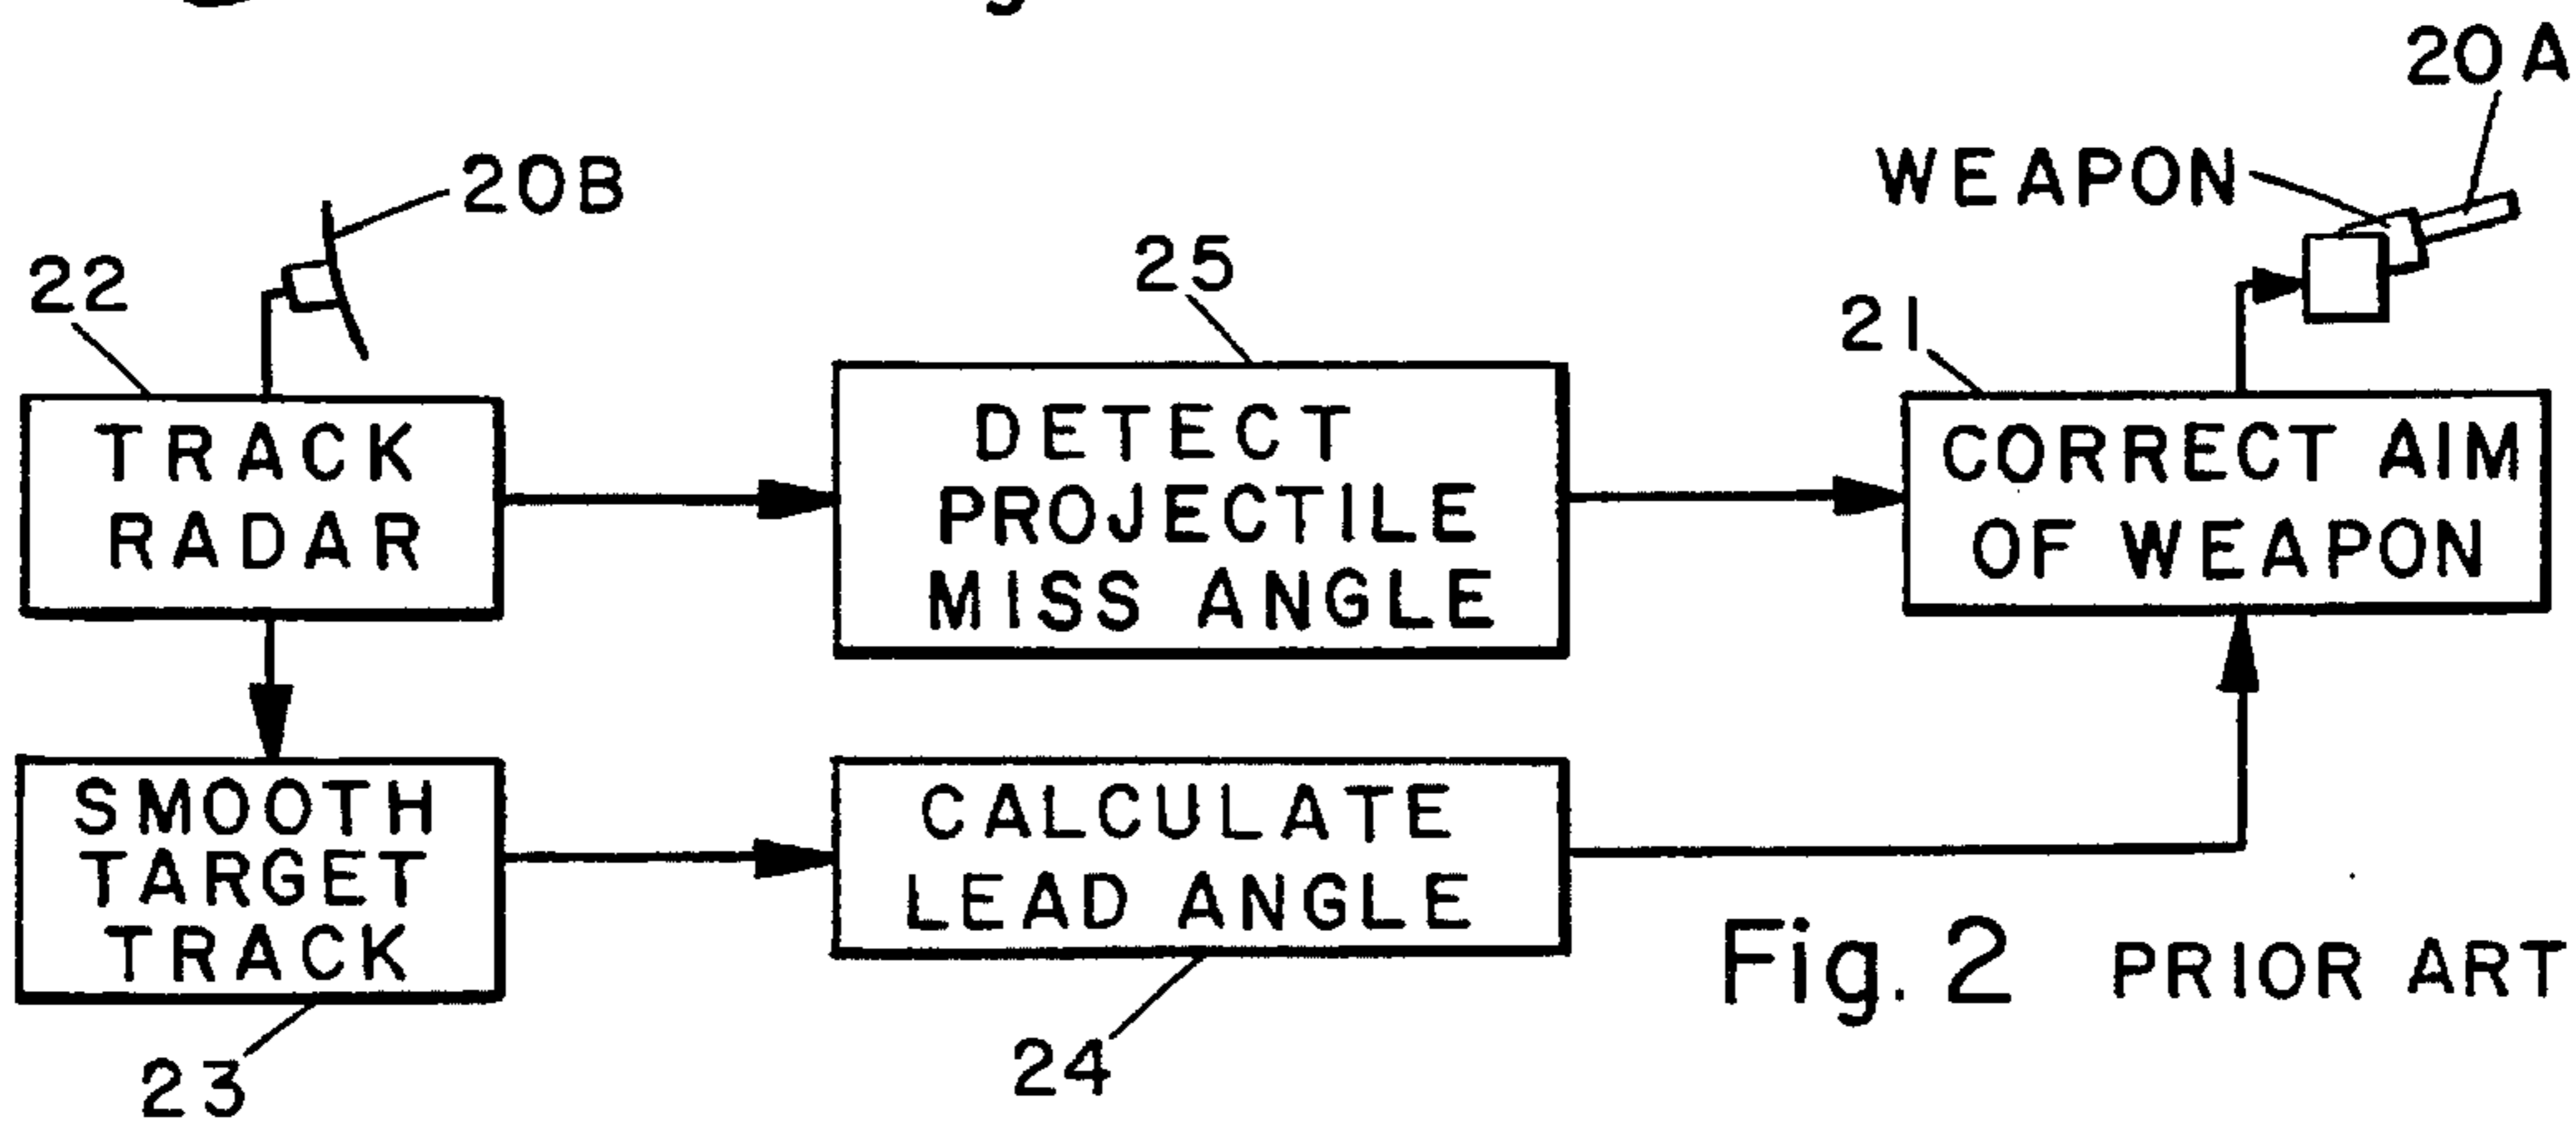 20A
WEAPON
20B
22
25
21
TRACK
RADAR
DETECT
PROJECTILE
MISS ANGLE
CORRECT AIM
OF WEAPON
SMOOTH
TARGET
TRACK
CALCULATE
LEAD ANGLE
23
24
Fig. 2 PRIOR ART